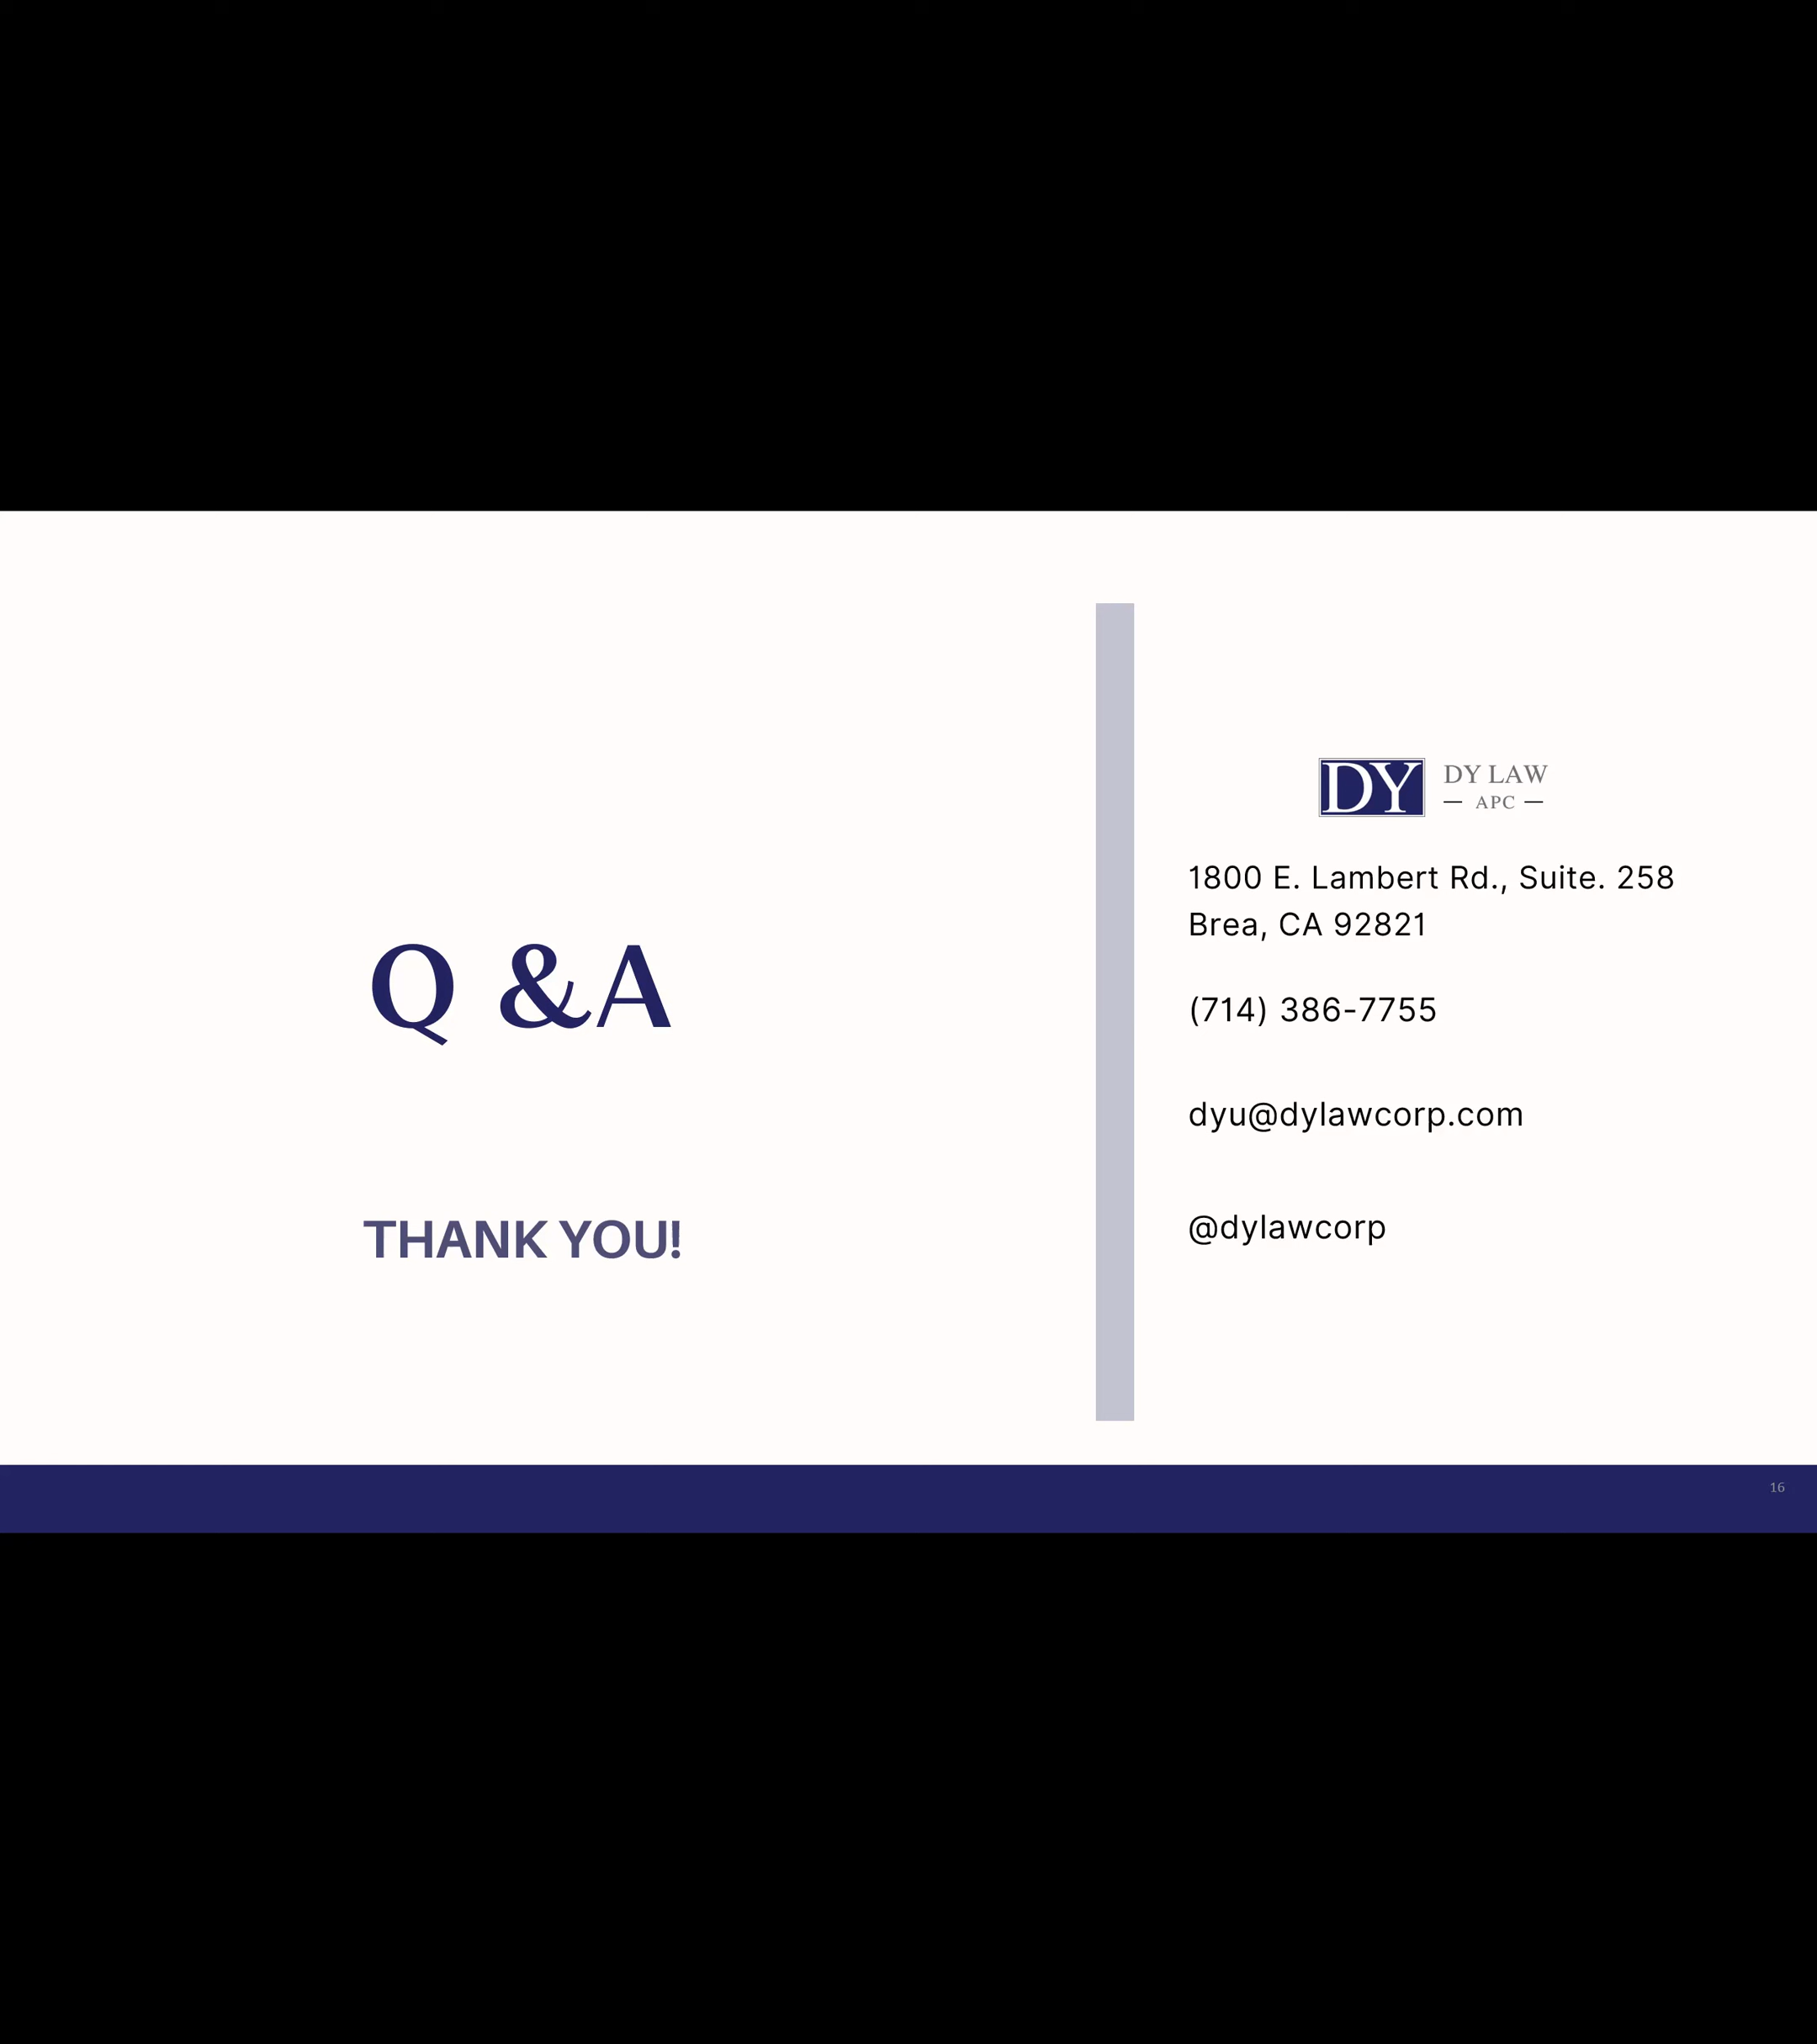 Q &A
THANK YOU!
DY
DY LAW
APC
1800 E. Lambert Rd., Suite. 258
Brea, CA 92821
(714) 386-7755
dyu@dylawcorp.com
@dylawcorp
16